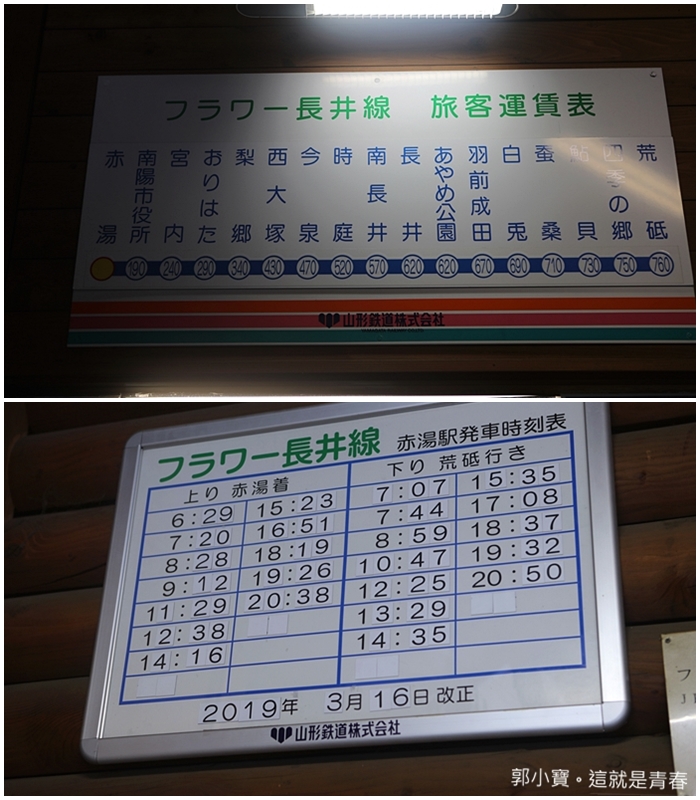 フラワー長井線 旅客運賃表
赤湯 南陽市役所 宮内 おりはた 梨郷 西大塚 今泉 時庭 南長井 長井 あやめ公園 羽前成田 白兎 蚕桑 鮎貝 四季の郷 荒砥
190 240 290 340 430 470 520 570 620 620 670 690 710 730 750 760
山形鉄道株式会社
フラワー長井線 赤湯駅発車時刻表
上り 赤湯着 下り 荒砥行き
6:29 15:23 7:07 15:35
7:20 16:51 7:44 17:08
8:28 18:19 8:59 18:37
9:12 19:26 10:47 19:32
11:29 20:38 12:25 20:50
12:38 13:29
14:16 14:35
2019年 3月16日改正
山形鉄道株式会社
郭小寶。這就是青春